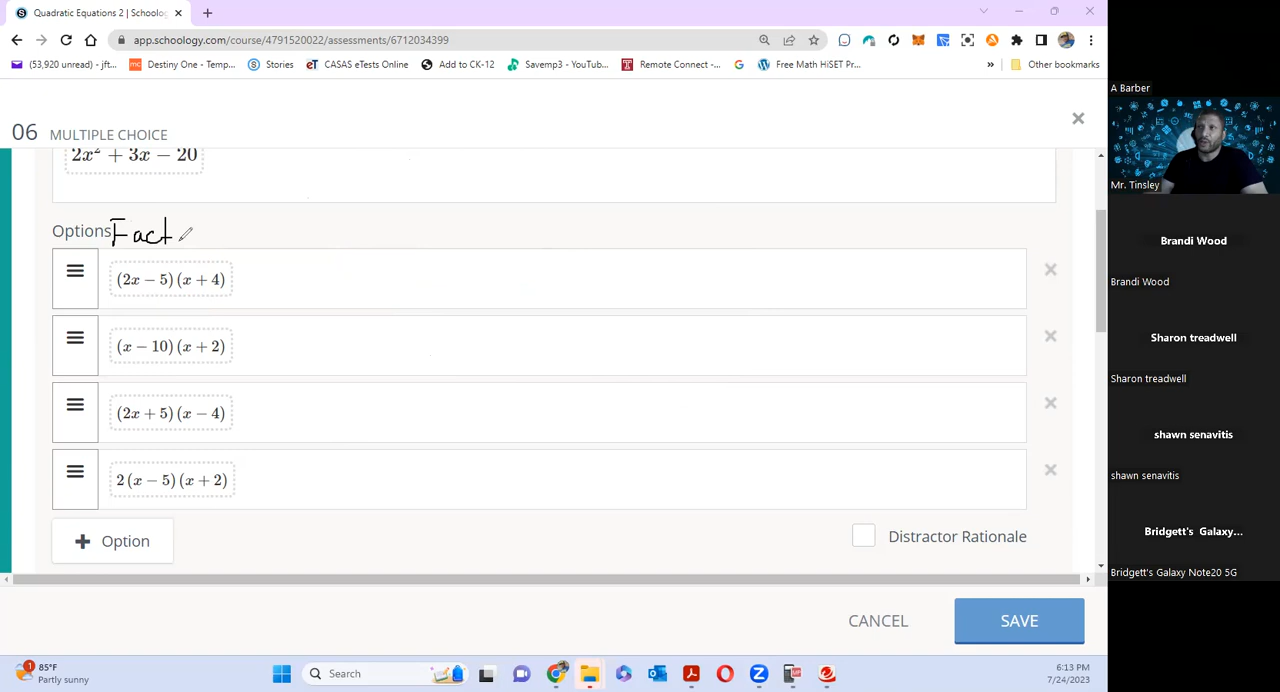 Quadratic Equations 2 | Schoolog
app.schoology.com/course/4791520022/assessments/6712034399
(53,920 unread) - jft...
Destiny One - Temp...
Stories
CASAS eTests Online
Add to CK-12
Savemp3 - YouTub...
Remote Connect -...
Free Math HiSET Pr...
»
Other bookmarks
06 MULTIPLE CHOICE
2x² + 3x − 20
Options Fact
(2x − 5)(x + 4)
(x − 10)(x + 2)
(2x + 5)(x − 4)
2(x − 5)(x + 2)
+ Option
Distractor Rationale
CANCEL
SAVE
A Barber
Mr. Tinsley
Brandi Wood
Brandi Wood
Sharon treadwell
Sharon treadwell
shawn senavitis
shawn senavitis
Bridgett's Galaxy...
Bridgett's Galaxy Note20 5G
1
85°F
Partly sunny
Search
6:13 PM
7/24/2023